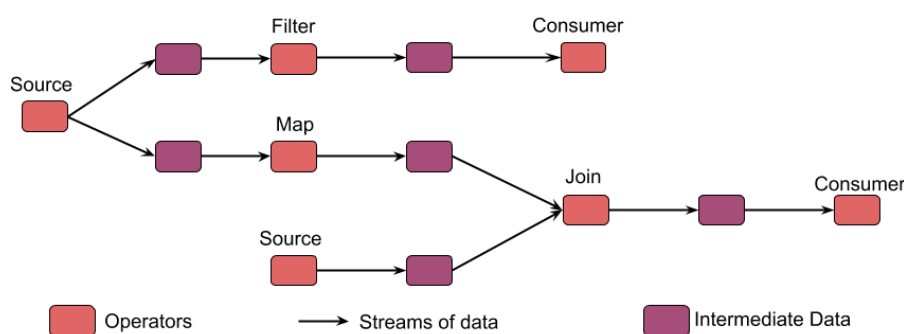 Filter
Consumer
Source
Map
Join
Consumer
Source
Operators
Streams of data
Intermediate Data